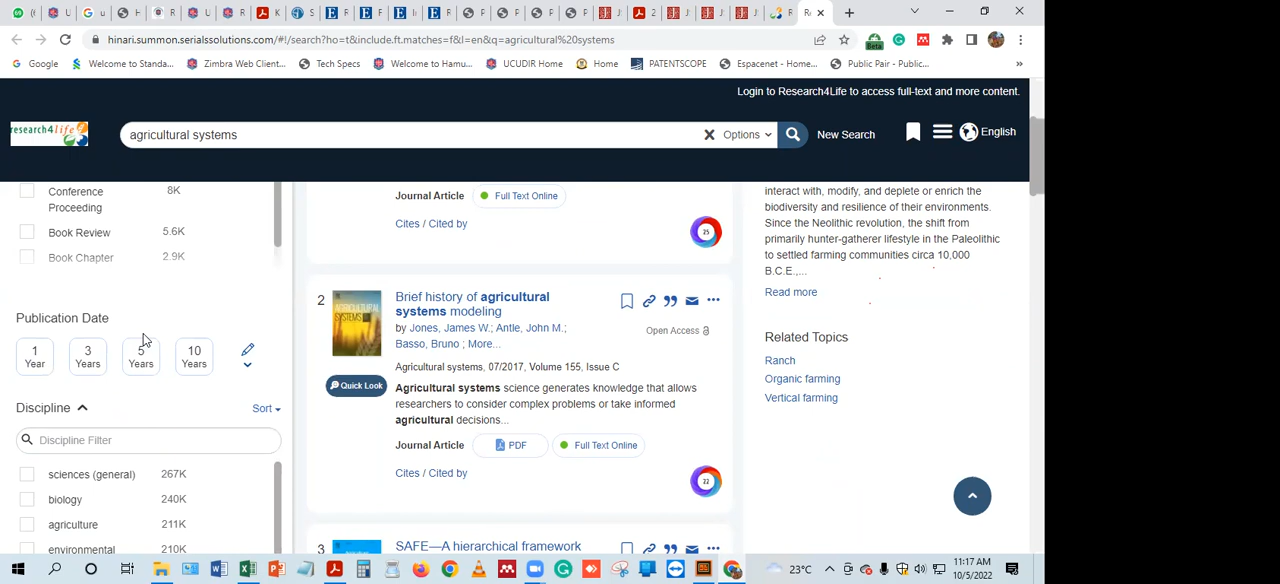 hinari.summon.serialssolutions.com/#!/search?ho=t&include.ft.matches=f&l=en&q=agricultural%20systems
Beta
Google Welcome to Standa... Zimbra Web Client... Tech Specs Welcome to Hamu... UCUDIR Home Home PATENTSCOPE Espacenet - Home... Public Pair - Public... »
Login to Research4Life to access full-text and more content.
research4life
agricultural systems Options New Search English
Conference 8K
Proceeding
Book Review 5.6K
Book Chapter 2.9K
Publication Date
1 3 5 10
Year Years Years Years
Discipline Sort
Discipline Filter
sciences (general) 267K
biology 240K
agriculture 211K
environmental 210K
Journal Article Full Text Online
Cites / Cited by
25
2
Brief history of agricultural
systems modeling
by Jones, James W.; Antle, John M.;
Basso, Bruno ; More...
Open Access
Agricultural systems, 07/2017, Volume 155, Issue C
Quick Look
Agricultural systems science generates knowledge that allows
researchers to consider complex problems or take informed
agricultural decisions...
Journal Article PDF Full Text Online
Cites / Cited by
22
3
SAFE—A hierarchical framework
interact with, modify, and deplete or enrich the
biodiversity and resilience of their environments.
Since the Neolithic revolution, the shift from
primarily hunter-gatherer lifestyle in the Paleolithic
to settled farming communities circa 10,000
B.C.E.,...
Read more
Related Topics
Ranch
Organic farming
Vertical farming
23°C
11:17 AM
10/5/2022